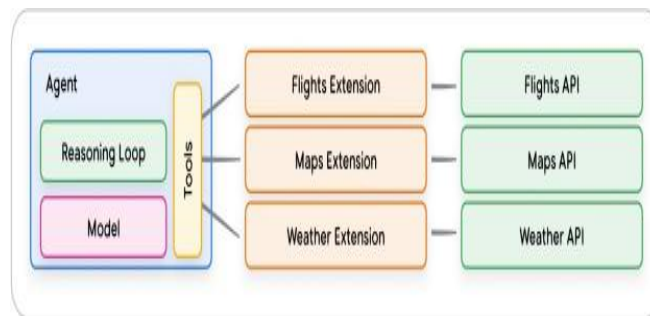 Agent
Reasoning Loop
Model
Tools
Flights Extension
Maps Extension
Weather Extension
Flights API
Maps API
Weather API